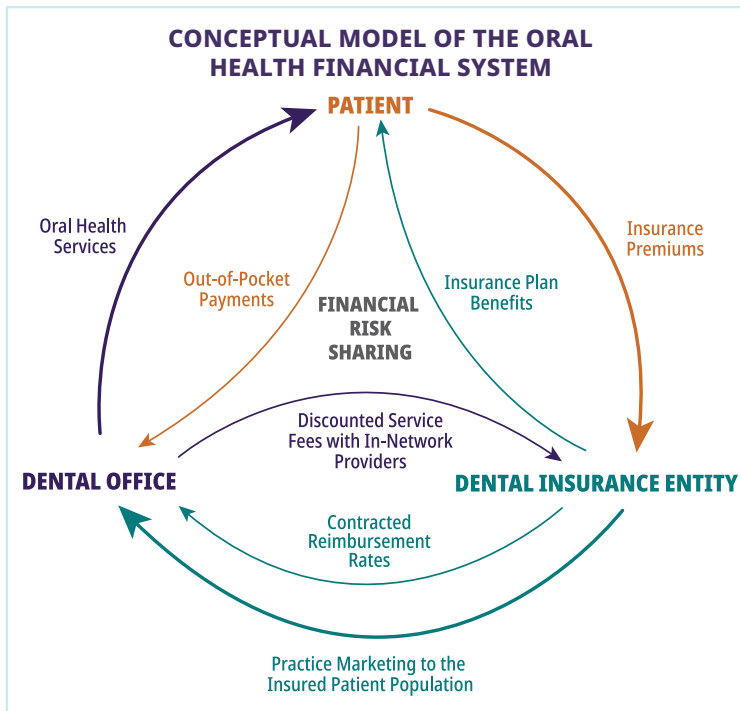 CONCEPTUAL MODEL OF THE ORAL
HEALTH FINANCIAL SYSTEM
PATIENT
Oral Health
Services
Insurance
Premiums
Out-of-Pocket
Payments
Insurance Plan
Benefits
FINANCIAL
RISK
SHARING
Discounted Service
Fees with In-Network
Providers
DENTAL OFFICE
DENTAL INSURANCE ENTITY
Contracted
Reimbursement
Rates
Practice Marketing to the
Insured Patient Population